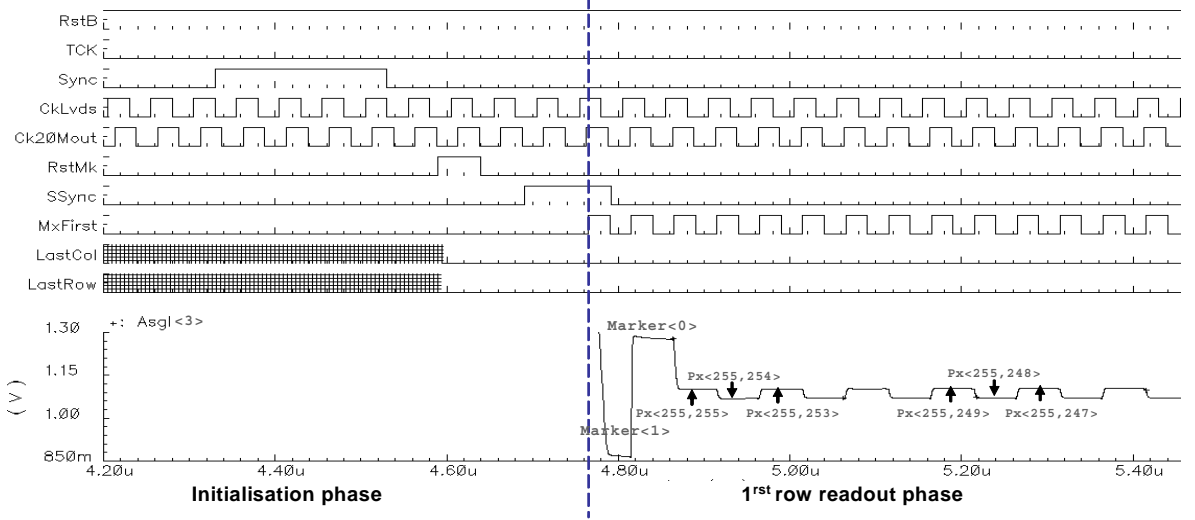 RstB
TCK
Sync
CkLvds
Ck20Mout
RstMk
SSync
MxFirst
LastCol
LastRow
+: Asgl<3>
(V)
1.30
1.15
1.00
850m
Marker<0>
Px<255,254>
Px<255,248>
Px<255,255>
Px<255,253>
Px<255,249>
Px<255,247>
Marker<1>
4.20u 4.40u 4.60u 4.80u 5.00u 5.20u 5.40u
Initialisation phase
1rst row readout phase